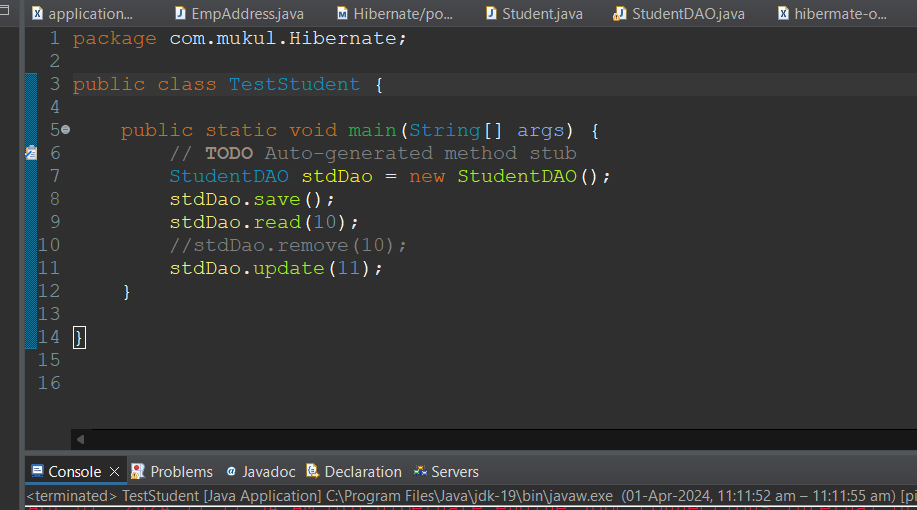 application...
EmpAddress.java
Hibernate/po...
Student.java
StudentDAO.java
hibermate-o...
1 package com.mukul.Hibernate;
2
3 public class TestStudent {
4
5 public static void main(String[] args) {
6 // TODO Auto-generated method stub
7 StudentDAO stdDao = new StudentDAO();
8 stdDao.save();
9 stdDao.read(10);
10 //stdDao.remove(10);
11 stdDao.update(11);
12 }
13
14 }
15
16
Console Problems Javadoc Declaration Servers
<terminated> TestStudent [Java Application] C:\Program Files\Java\jdk-19\bin\javaw.exe (01-Apr-2024, 11:11:52 am – 11:11:55 am) [pi